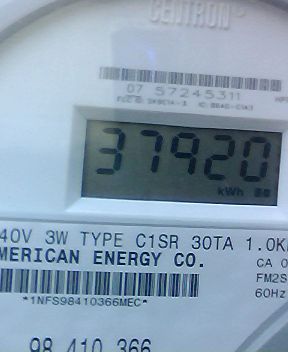 CENTRON®
07 57245311
37920
kWh
40V 3W TYPE C1SR 30TA 1.0K
MERICAN ENERGY CO.
CA 0
FM2S
60Hz
*1NFS98410366MEC*
98 410 366